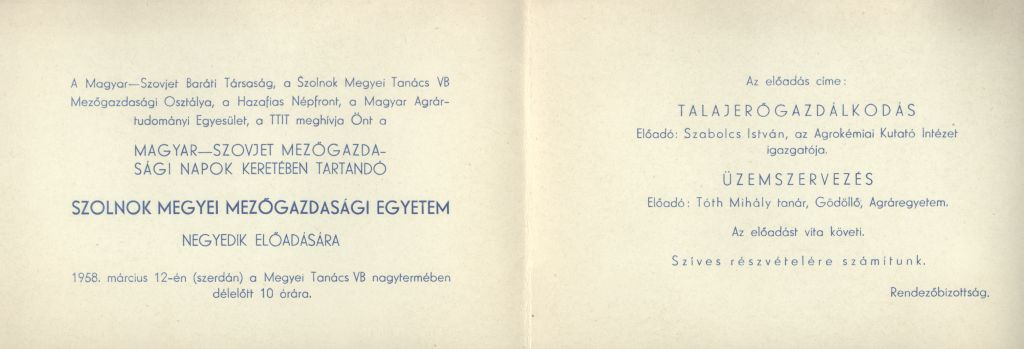 A Magyar—Szovjet Baráti Társaság, a Szolnok Megyei Tanács VB
Mezőgazdasági Osztálya, a Hazafias Népfront, a Magyar Agrár-
tudományi Egyesület, a TTIT meghívja Önt a
MAGYAR—SZOVJET MEZŐGAZDA-
SÁGI NAPOK KERETÉBEN TARTANDÓ
SZOLNOK MEGYEI MEZŐGAZDASÁGI EGYETEM
NEGYEDIK ELŐADÁSÁRA
1958. március 12-én (szerdán) a Megyei Tanács VB nagytermében
délelőtt 10 órára.
Az előadás címe:
TALAJERŐGAZDÁLKODÁS
Előadó: Szabolcs István, az Agrokémiai Kutató Intézet
igazgatója.
ÜZEMSZERVEZÉS
Előadó: Tóth Mihály tanár, Gödöllő, Agráregyetem.
Az előadást vita követi.
Szíves részvételére számítunk.
Rendezőbizottság.